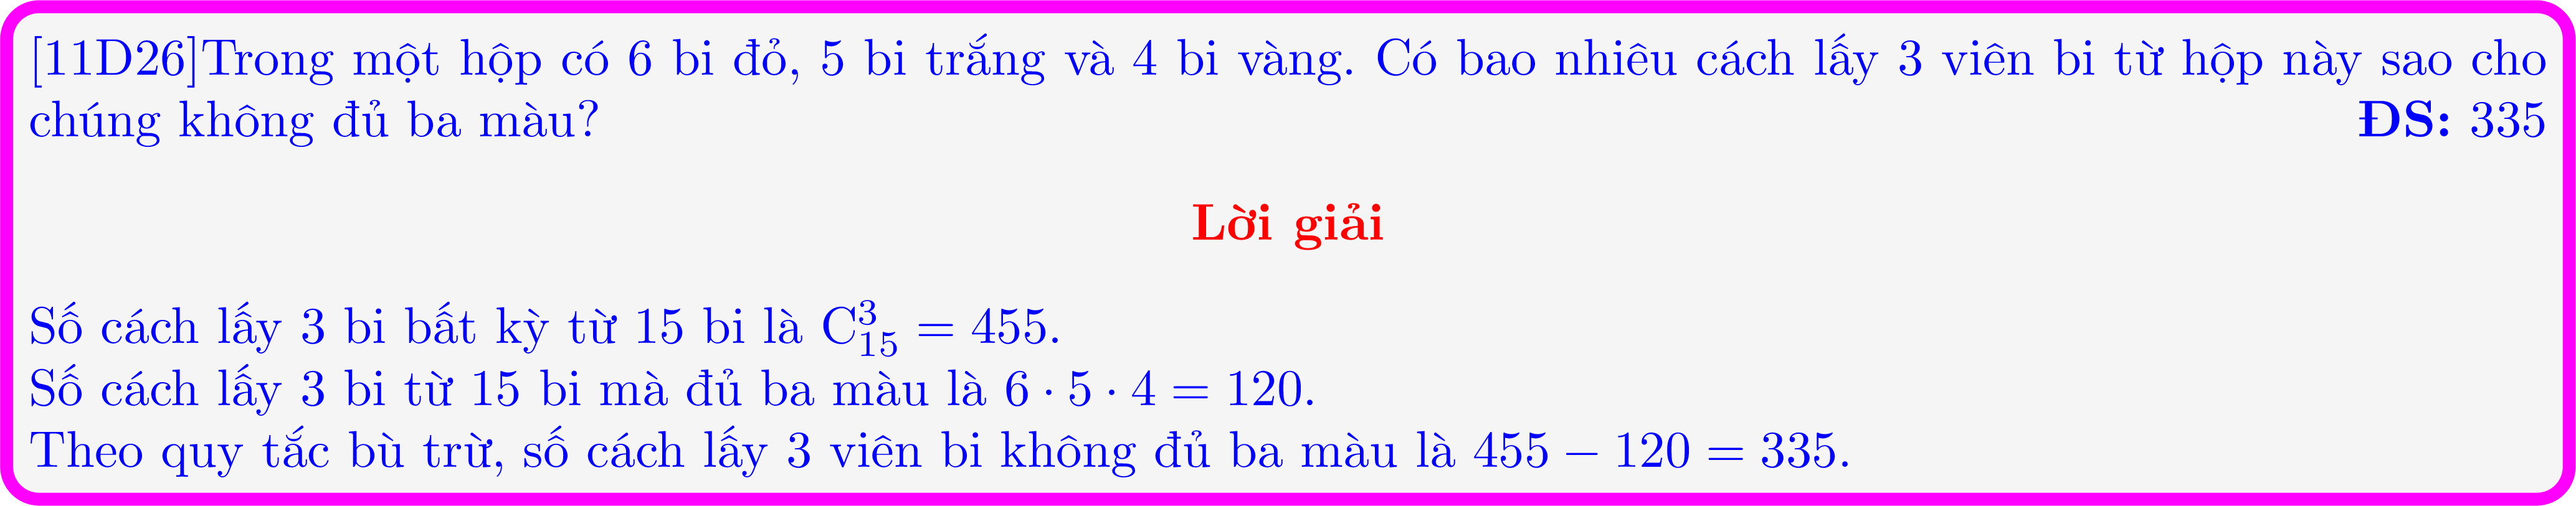 [11D26]Trong một hộp có 6 bi đỏ, 5 bi trắng và 4 bi vàng. Có bao nhiêu cách lấy 3 viên bi từ hộp này sao cho
chúng không đủ ba màu? ĐS: 335
Lời giải
Số cách lấy 3 bi bất kỳ từ 15 bi là $\mathrm{C}_{15}^{3} = 455$.
Số cách lấy 3 bi từ 15 bi mà đủ ba màu là $6 \cdot 5 \cdot 4 = 120$.
Theo quy tắc bù trừ, số cách lấy 3 viên bi không đủ ba màu là $455 - 120 = 335$.